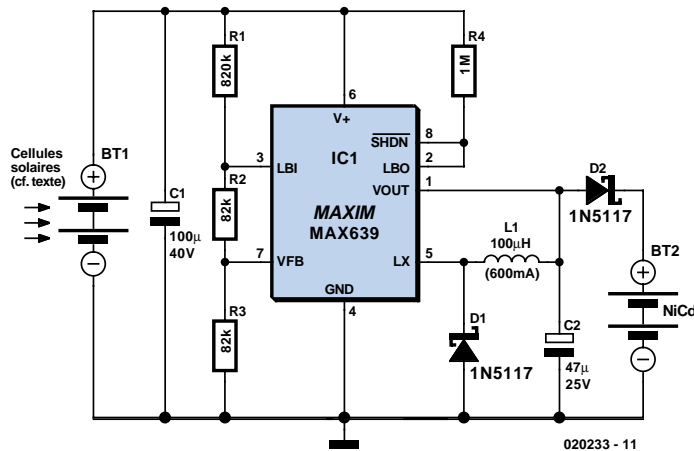 R1
820k
R4
1M
6
V+
IC1
SHDN
8
LBO
2
3
LBI
VOUT
1
MAXIM
MAX639
R2
82k
7
VFB
LX
5
GND
4
R3
82k
Cellules
solaires
(cf. texte)
BT1
C1
100µ
40V
L1
100µH
(600mA)
D2
1N5117
BT2
NiCd
D1
1N5117
C2
47µ
25V
020233 - 11